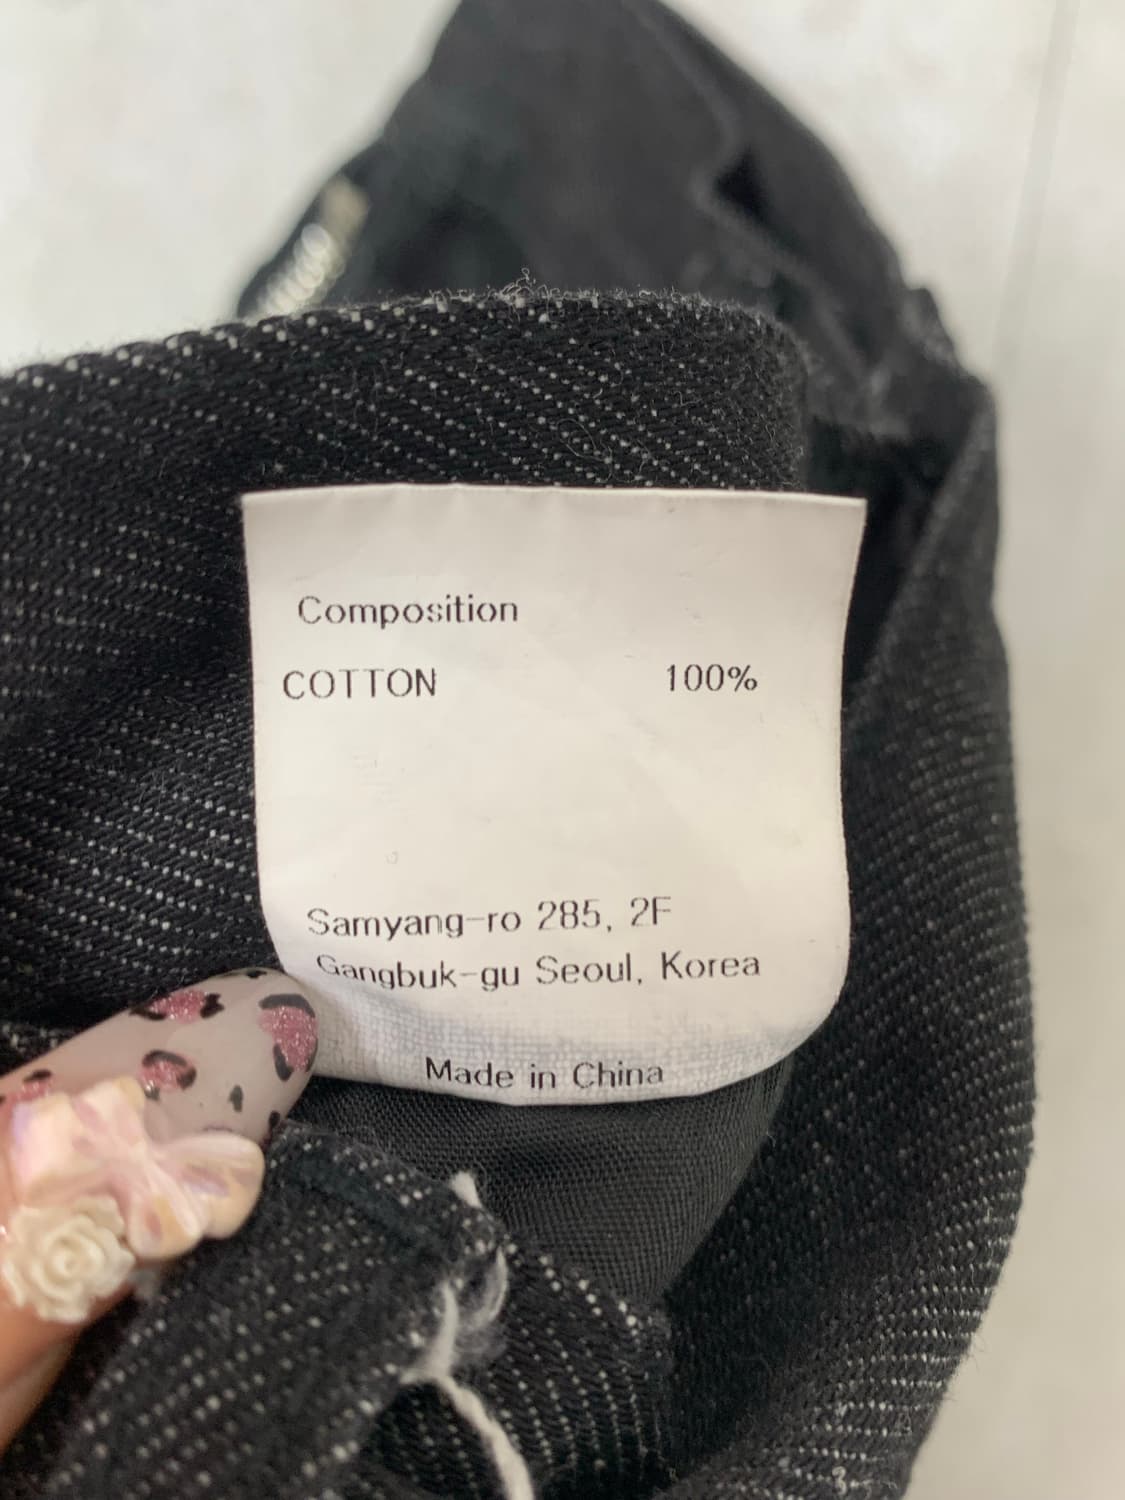 Composition
COTTON 100%
Samyang-ro 285, 2F
Gangbuk-gu Seoul, Korea
Made in China